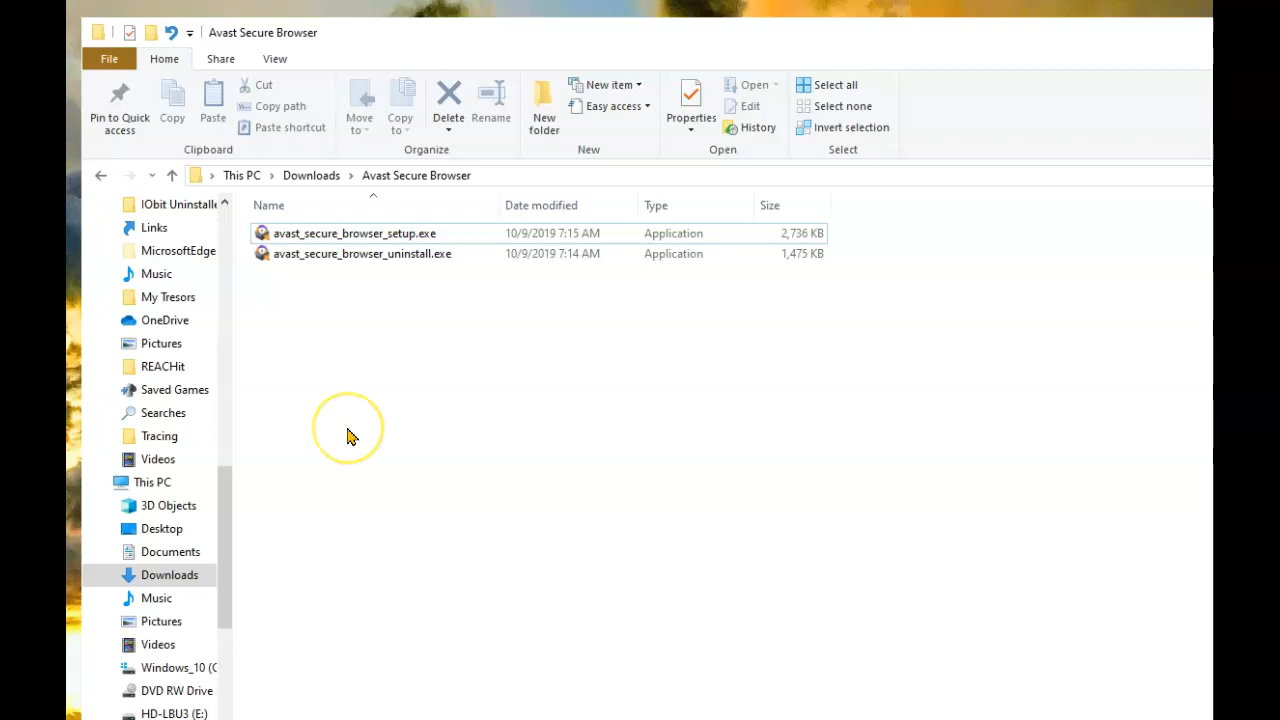 Avast Secure Browser
File Home Share View
Pin to Quick access
Copy
Paste
Cut
Copy path
Paste shortcut
Clipboard
Move to
Copy to
Delete
Rename
Organize
New folder
New item
Easy access
New
Properties
Open
Edit
History
Open
Select all
Select none
Invert selection
Select
This PC > Downloads > Avast Secure Browser
Name Date modified Type Size
avast_secure_browser_setup.exe 10/9/2019 7:15 AM Application 2,736 KB
avast_secure_browser_uninstall.exe 10/9/2019 7:14 AM Application 1,475 KB
IObit Uninstalle
Links
MicrosoftEdge
Music
My Tresors
OneDrive
Pictures
REACHit
Saved Games
Searches
Tracing
Videos
This PC
3D Objects
Desktop
Documents
Downloads
Music
Pictures
Videos
Windows_10 (C
DVD RW Drive
HD-LBU3 (E:)